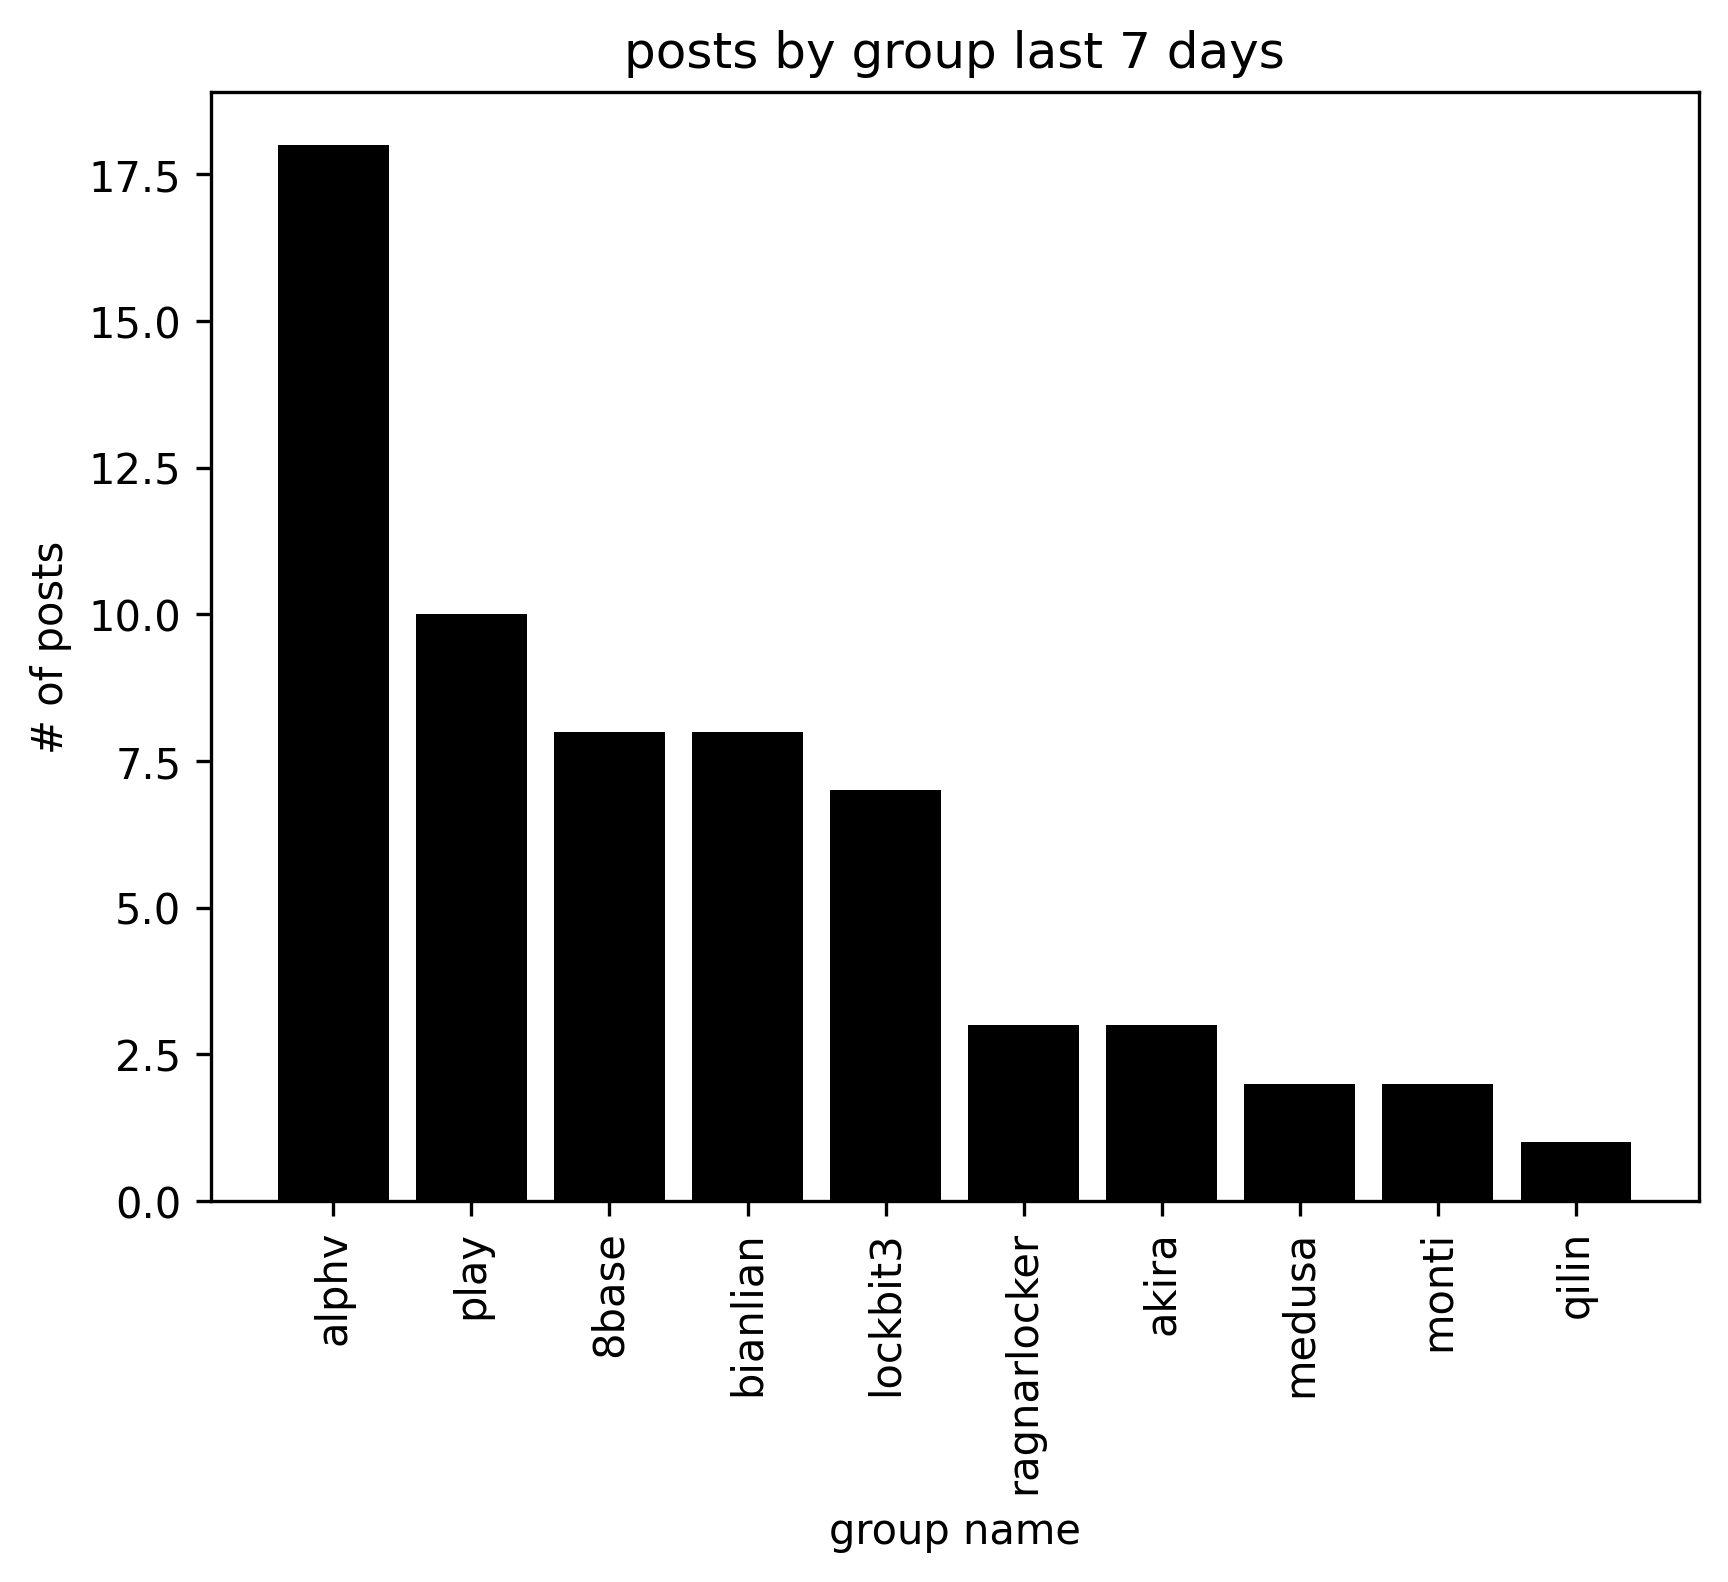 posts by group last 7 days
# of posts
17.5
15.0
12.5
10.0
7.5
5.0
2.5
0.0
alphv
play
8base
bianlian
lockbit3
ragnarlocker
akira
medusa
monti
qilin
group name